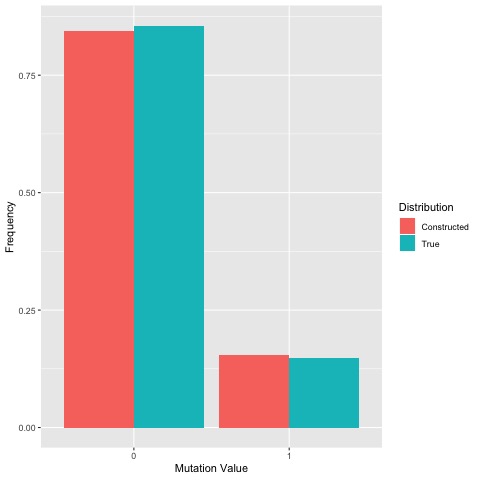 0.75
0.50
0.25
0.00
Frequency
0
1
Mutation Value
Distribution
Constructed
True